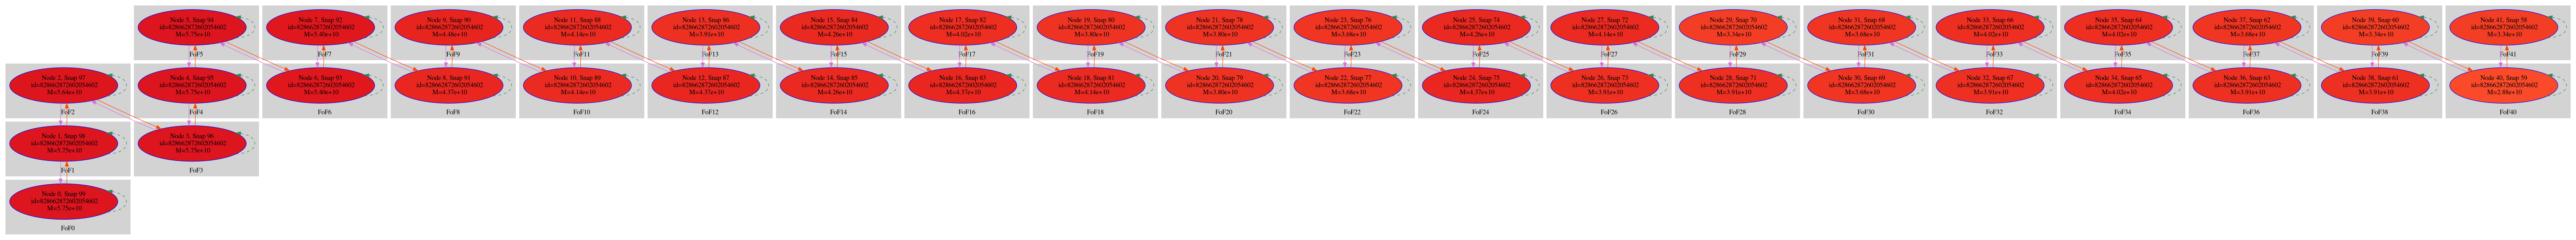 Node 5, Snap 94
id=828662872602054602
M=5.75e+10
FoF5
Node 7, Snap 92
id=828662872602054602
M=5.40e+10
FoF7
Node 9, Snap 90
id=828662872602054602
M=4.48e+10
FoF9
Node 11, Snap 88
id=828662872602054602
M=4.14e+10
FoF11
Node 13, Snap 86
id=828662872602054602
M=3.91e+10
FoF13
Node 15, Snap 84
id=828662872602054602
M=4.26e+10
FoF15
Node 17, Snap 82
id=828662872602054602
M=4.02e+10
FoF17
Node 19, Snap 80
id=828662872602054602
M=3.80e+10
FoF19
Node 21, Snap 78
id=828662872602054602
M=3.80e+10
FoF21
Node 23, Snap 76
id=828662872602054602
M=3.68e+10
FoF23
Node 25, Snap 74
id=828662872602054602
M=4.26e+10
FoF25
Node 27, Snap 72
id=828662872602054602
M=4.14e+10
FoF27
Node 29, Snap 70
id=828662872602054602
M=3.34e+10
FoF29
Node 31, Snap 68
id=828662872602054602
M=3.68e+10
FoF31
Node 33, Snap 66
id=828662872602054602
M=4.02e+10
FoF33
Node 35, Snap 64
id=828662872602054602
M=4.02e+10
FoF35
Node 37, Snap 62
id=828662872602054602
M=3.68e+10
FoF37
Node 39, Snap 60
id=828662872602054602
M=3.34e+10
FoF39
Node 41, Snap 58
id=828662872602054602
M=3.34e+10
FoF41
Node 2, Snap 97
id=828662872602054602
M=5.64e+10
FoF2
Node 4, Snap 95
id=828662872602054602
M=5.75e+10
FoF4
Node 6, Snap 93
id=828662872602054602
M=5.40e+10
FoF6
Node 8, Snap 91
id=828662872602054602
M=4.37e+10
FoF8
Node 10, Snap 89
id=828662872602054602
M=4.14e+10
FoF10
Node 12, Snap 87
id=828662872602054602
M=4.37e+10
FoF12
Node 14, Snap 85
id=828662872602054602
M=4.26e+10
FoF14
Node 16, Snap 83
id=828662872602054602
M=4.37e+10
FoF16
Node 18, Snap 81
id=828662872602054602
M=4.14e+10
FoF18
Node 20, Snap 79
id=828662872602054602
M=3.80e+10
FoF20
Node 22, Snap 77
id=828662872602054602
M=3.68e+10
FoF22
Node 24, Snap 75
id=828662872602054602
M=4.37e+10
FoF24
Node 26, Snap 73
id=828662872602054602
M=3.91e+10
FoF26
Node 28, Snap 71
id=828662872602054602
M=3.91e+10
FoF28
Node 30, Snap 69
id=828662872602054602
M=3.68e+10
FoF30
Node 32, Snap 67
id=828662872602054602
M=3.91e+10
FoF32
Node 34, Snap 65
id=828662872602054602
M=4.02e+10
FoF34
Node 36, Snap 63
id=828662872602054602
M=3.91e+10
FoF36
Node 38, Snap 61
id=828662872602054602
M=3.91e+10
FoF38
Node 40, Snap 59
id=828662872602054602
M=2.88e+10
FoF40
Node 1, Snap 98
id=828662872602054602
M=5.75e+10
FoF1
Node 3, Snap 96
id=828662872602054602
M=5.75e+10
FoF3
Node 0, Snap 99
id=828662872602054602
M=5.75e+10
FoF0